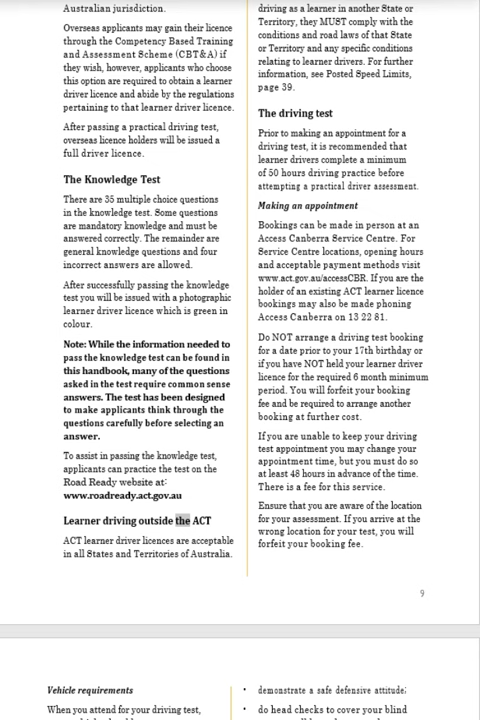 Australian jurisdiction.
Overseas applicants may gain their licence
through the Competency Based Training
and Assessment Scheme (CBT&A) if
they wish, however, applicants who choose
this option are required to obtain a learner
driver licence and abide by the regulations
pertaining to that learner driver licence.
After passing a practical driving test,
overseas licence holders will be issued a
full driver licence.
The Knowledge Test
There are 35 multiple choice questions
in the knowledge test. Some questions
are mandatory knowledge and must be
answered correctly. The remainder are
general knowledge questions and four
incorrect answers are allowed.
After successfully passing the knowledge
test you will be issued with a photographic
learner driver licence which is green in
colour.
Note: While the information needed to
pass the knowledge test can be found in
this handbook, many of the questions
asked in the test require common sense
answers. The test has been designed
to make applicants think through the
questions carefully before selecting an
answer.
To assist in passing the knowledge test,
applicants can practice the test on the
Road Ready website at:
www.roadready.act.gov.au
Learner driving outside the ACT
ACT learner driver licences are acceptable
in all States and Territories of Australia.
driving as a learner in another State or
Territory, they MUST comply with the
conditions and road laws of that State
or Territory and any specific conditions
relating to learner drivers. For further
information, see Posted Speed Limits,
page 39.
The driving test
Prior to making an appointment for a
driving test, it is recommended that
learner drivers complete a minimum
of 50 hours driving practice before
attempting a practical driver assessment.
Making an appointment
Bookings can be made in person at an
Access Canberra Service Centre. For
Service Centre locations, opening hours
and acceptable payment methods visit
www.act.gov.au/accessCBR. If you are the
holder of an existing ACT learner licence
bookings may also be made phoning
Access Canberra on 13 22 81.
Do NOT arrange a driving test booking
for a date prior to your 17th birthday or
if you have NOT held your learner driver
licence for the required 6 month minimum
period. You will forfeit your booking
fee and be required to arrange another
booking at further cost.
If you are unable to keep your driving
test appointment you may change your
appointment time, but you must do so
at least 48 hours in advance of the time.
There is a fee for this service.
Ensure that you are aware of the location
for your assessment. If you arrive at the
wrong location for your test, you will
forfeit your booking fee.
9
Vehicle requirements
When you attend for your driving test,
• demonstrate a safe defensive attitude;
• do head checks to cover your blind